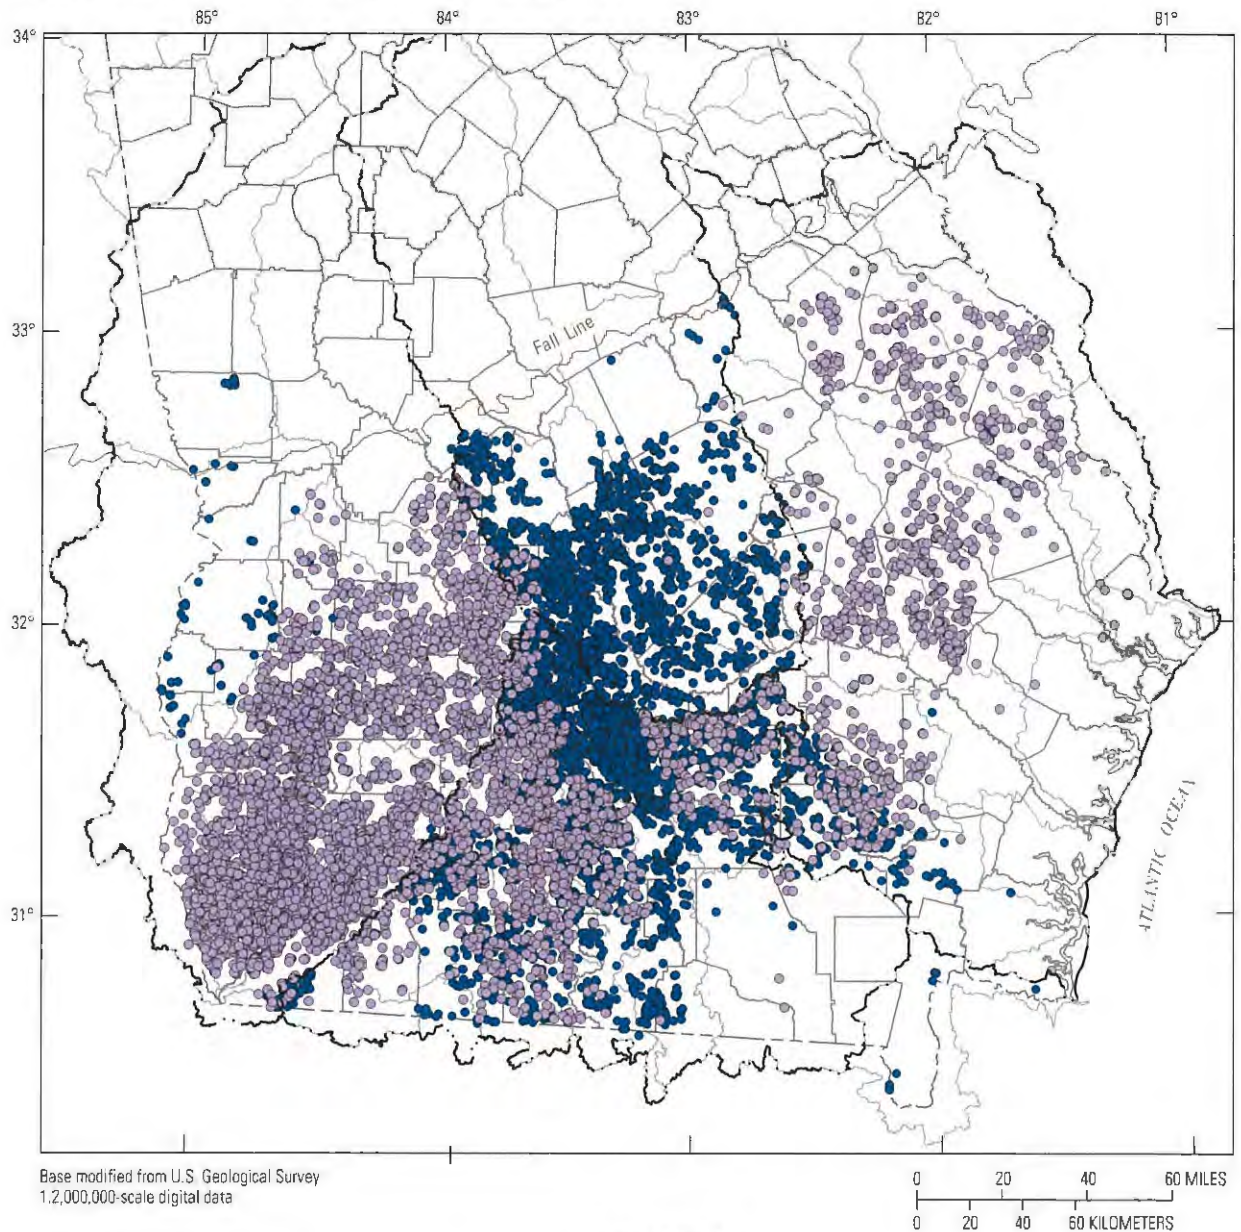 85° 84° 83° 82° 81°
34°
33°
Fall Line
32°
31°
ATLANTIC OCEAN
Base modified from U.S. Geological Survey
1:2,000,000-scale digital data
0 20 40 60 MILES
0 20 40 60 KILOMETERS